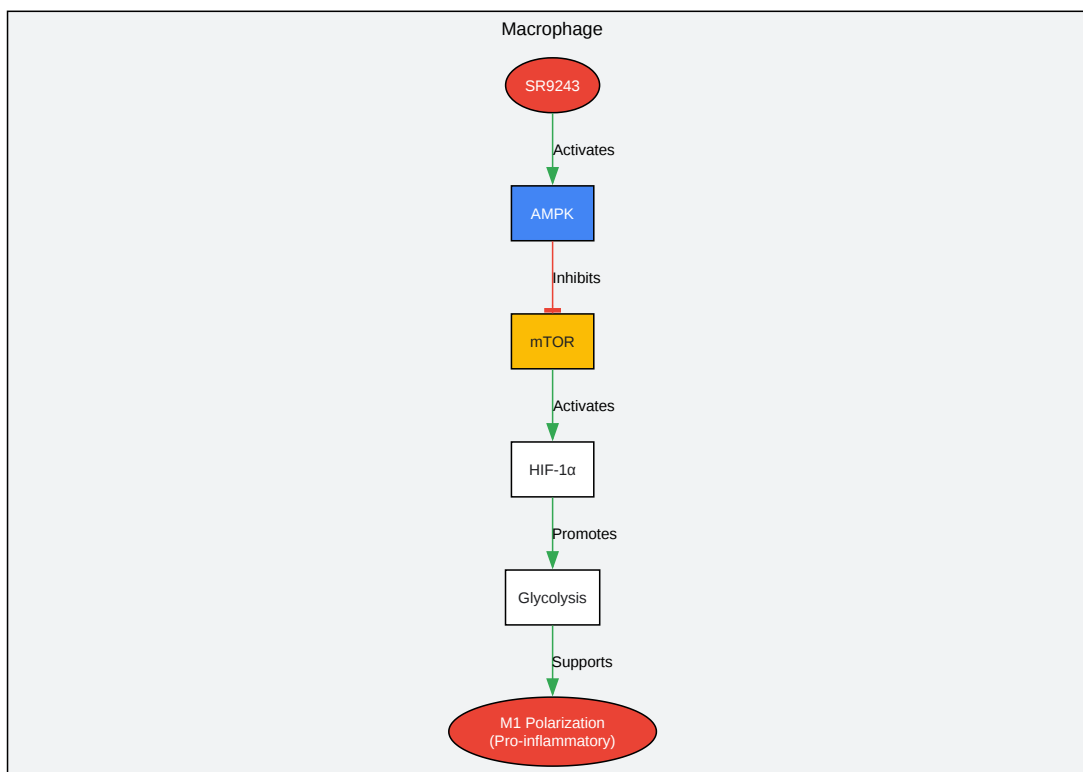 Macrophage
SR9243
Activates
AMPK
Inhibits
mTOR
Activates
HIF-1α
Promotes
Glycolysis
Supports
M1 Polarization
(Pro-inflammatory)